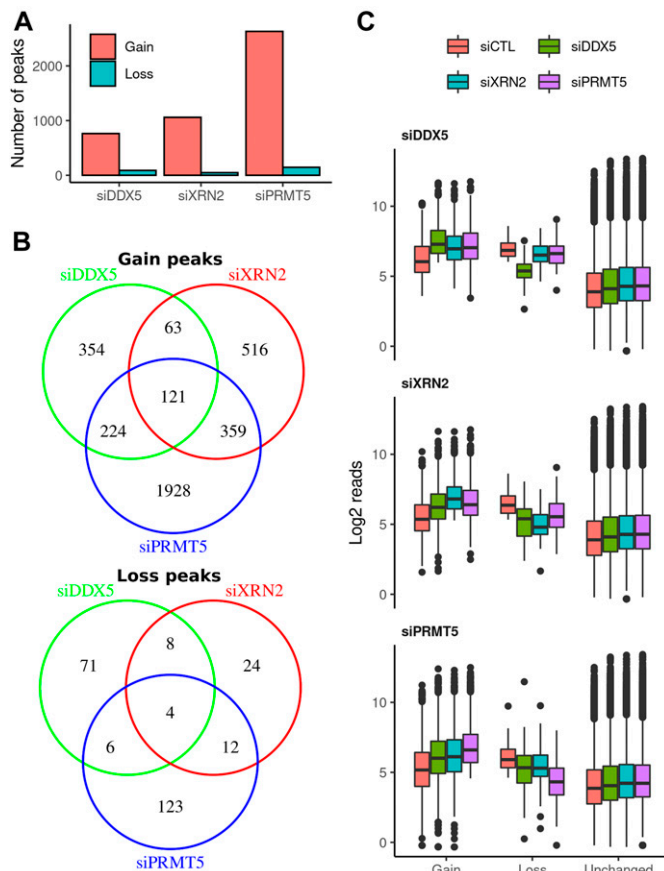 A
Number of peaks
2000
1000
0
Gain
Loss
siDDX5
siXRN2
siPRMT5
B
Gain peaks
siDDX5
siXRN2
63
354
516
121
224
359
1928
siPRMT5
Loss peaks
siDDX5
siXRN2
8
71
24
4
6
12
123
siPRMT5
C
siCTL
siDDX5
siXRN2
siPRMT5
Log2 reads
siDDX5
10
5
0
siXRN2
10
5
0
siPRMT5
10
5
0
Gain
Loss
Unchanged